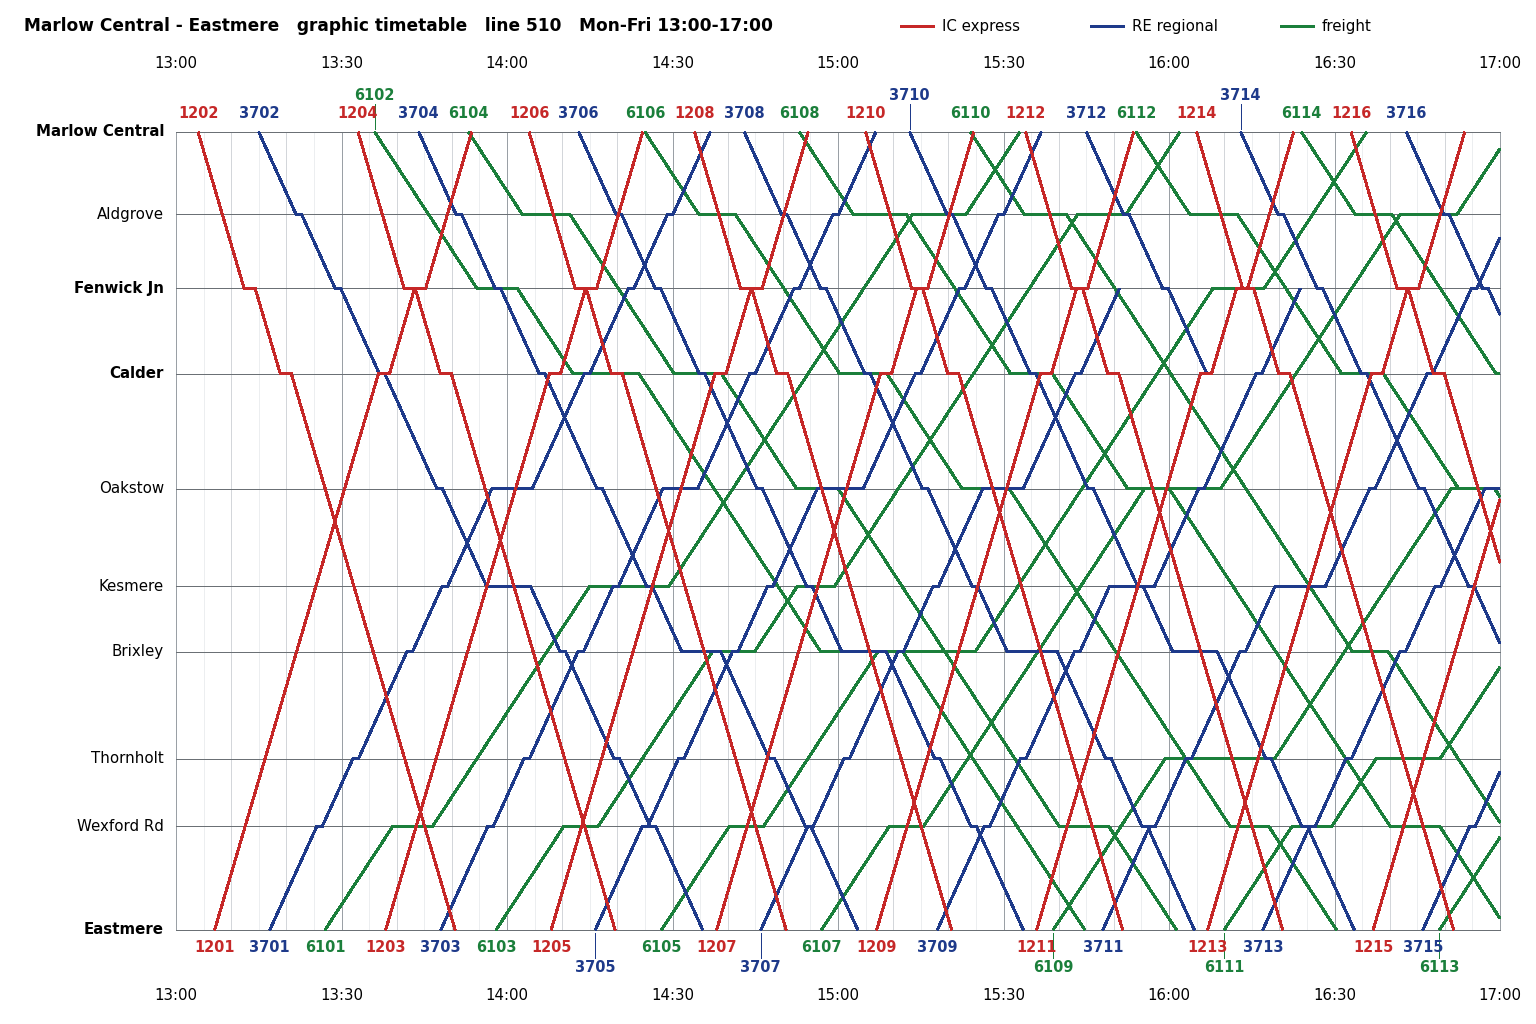 Marlow Central - Eastmere   graphic timetable   line 510   Mon-Fri 13:00-17:00   IC express   RE regional   freight
13:00   13:30   14:00   14:30   15:00   15:30   16:00   16:30   17:00
6102   3710   3714
1202   3702   1204   3704   6104   1206   3706   6106   1208   3708   6108   1210   6110   1212   3712   6112   1214   6114   1216   3716
Marlow Central
Aldgrove
Fenwick Jn
Calder
Oakstow
Kesmere
Brixley
Thornholt
Wexford Rd
Eastmere
1201   3701   6101   1203   3703   6103   1205   6105   1207   6107   1209   3709   1211   3711   1213   3713   1215   3715
3705   3707   6109   6111   6113
13:00   13:30   14:00   14:30   15:00   15:30   16:00   16:30   17:00